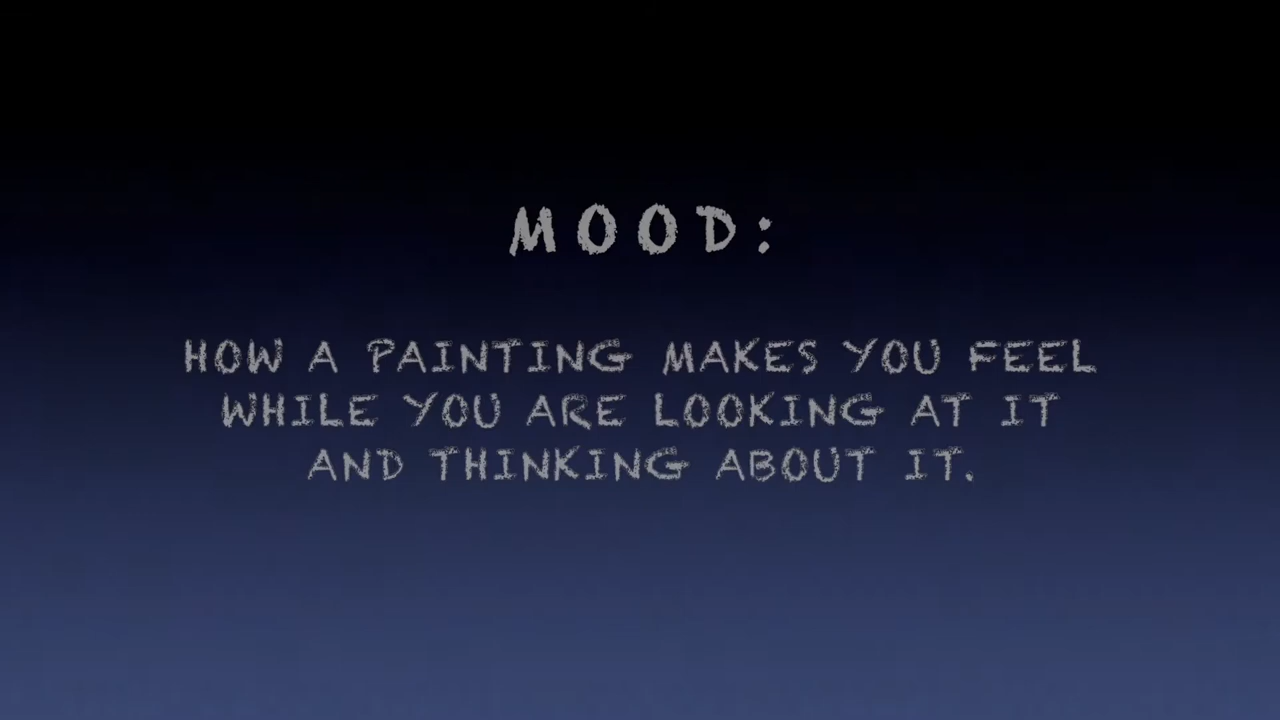 MOOD:
HOW A PAINTING MAKES YOU FEEL
WHILE YOU ARE LOOKING AT IT
AND THINKING ABOUT IT.